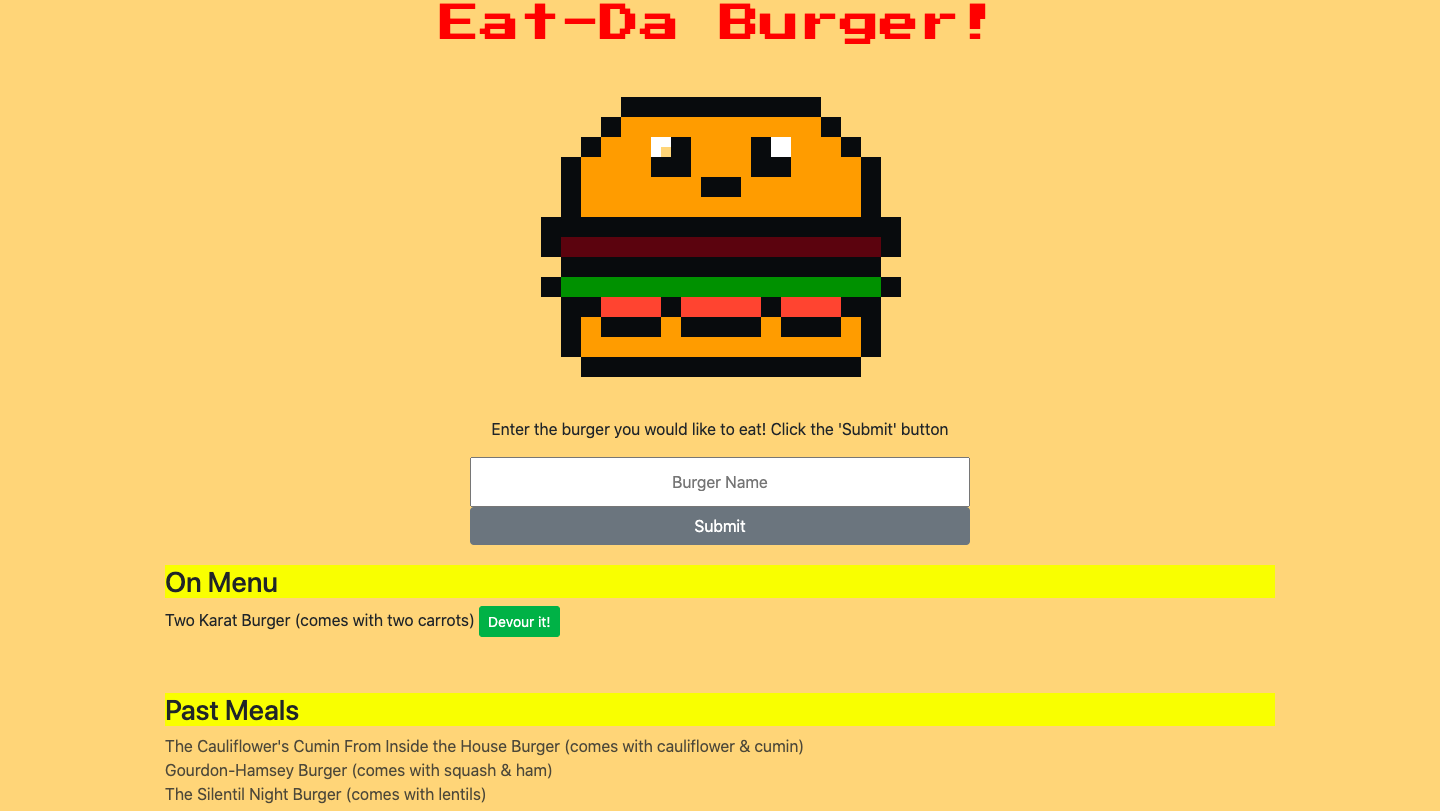 Eat-Da Burger!
Enter the burger you would like to eat! Click the 'Submit' button
Burger Name
Submit
On Menu
Two Karat Burger (comes with two carrots) Devour it!
Past Meals
The Cauliflower's Cumin From Inside the House Burger (comes with cauliflower & cumin)
Gourdon-Hamsey Burger (comes with squash & ham)
The Silentil Night Burger (comes with lentils)